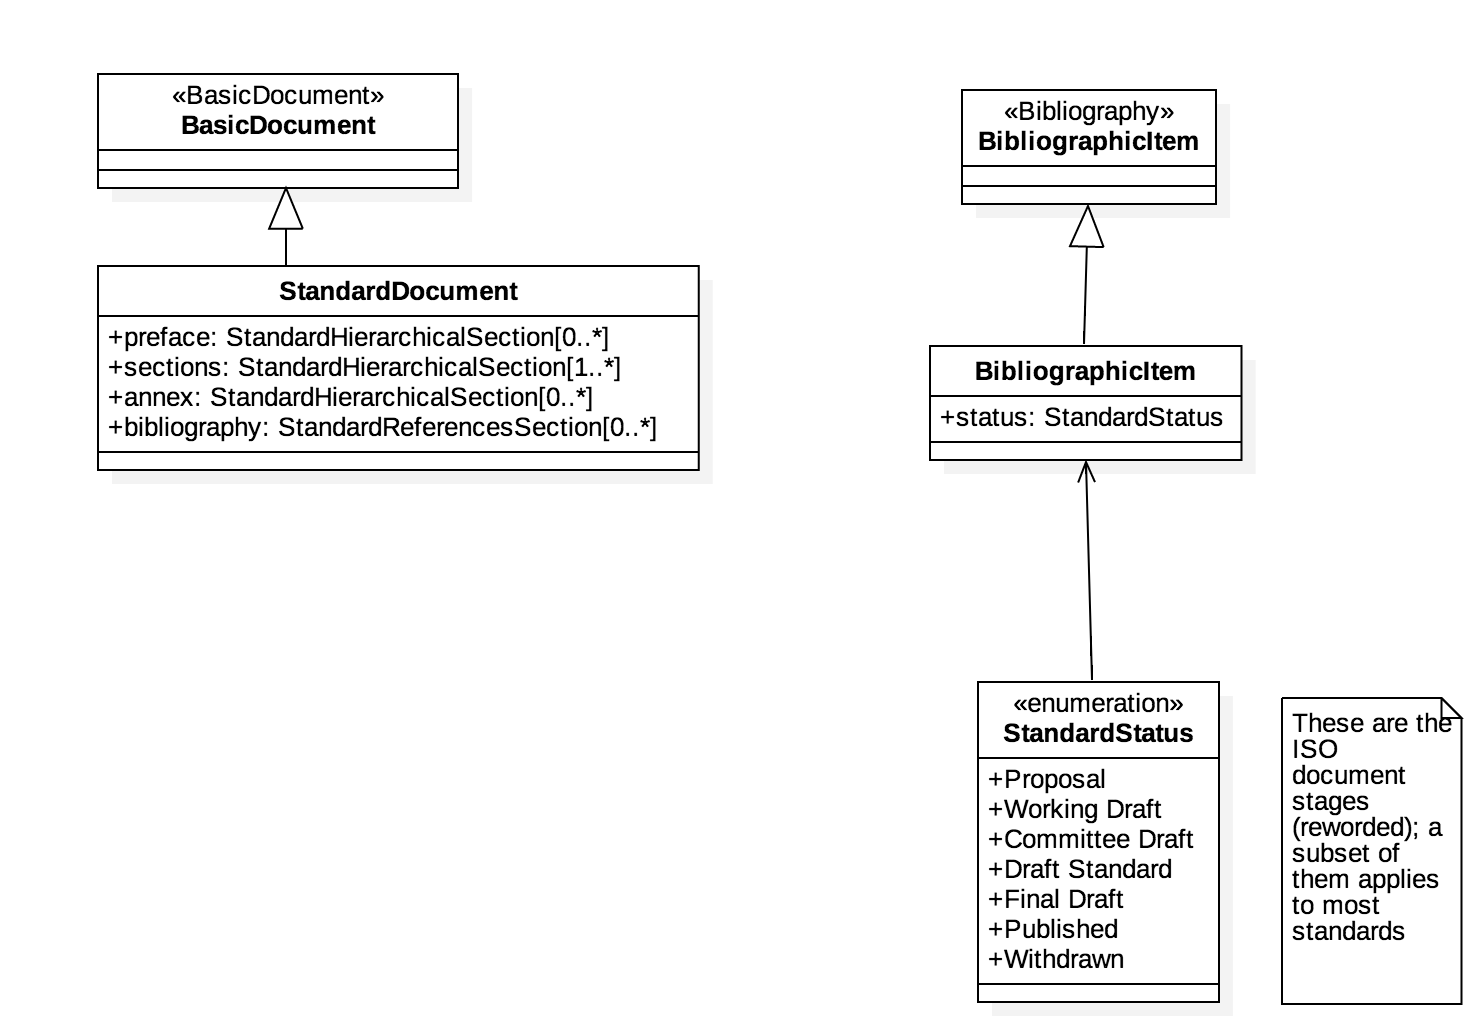 «BasicDocument»
BasicDocument
StandardDocument
+preface: StandardHierarchicalSection[0..*]
+sections: StandardHierarchicalSection[1..*]
+annex: StandardHierarchicalSection[0..*]
+bibliography: StandardReferencesSection[0..*]
«Bibliography»
BibliographicItem
BibliographicItem
+status: StandardStatus
«enumeration»
StandardStatus
+Proposal
+Working Draft
+Committee Draft
+Draft Standard
+Final Draft
+Published
+Withdrawn
These are the
ISO
document
stages
(reworded); a
subset of
them applies
to most
standards